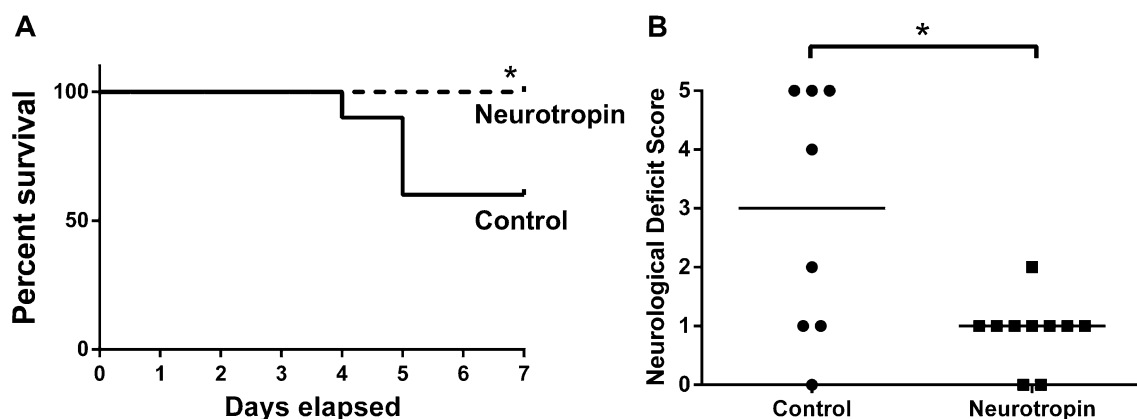 A
Percent survival
100
50
0
0 1 2 3 4 5 6 7
Days elapsed
*
Neurotropin
Control
B
*
Neurological Deficit Score
5
4
3
2
1
0
Control Neurotropin